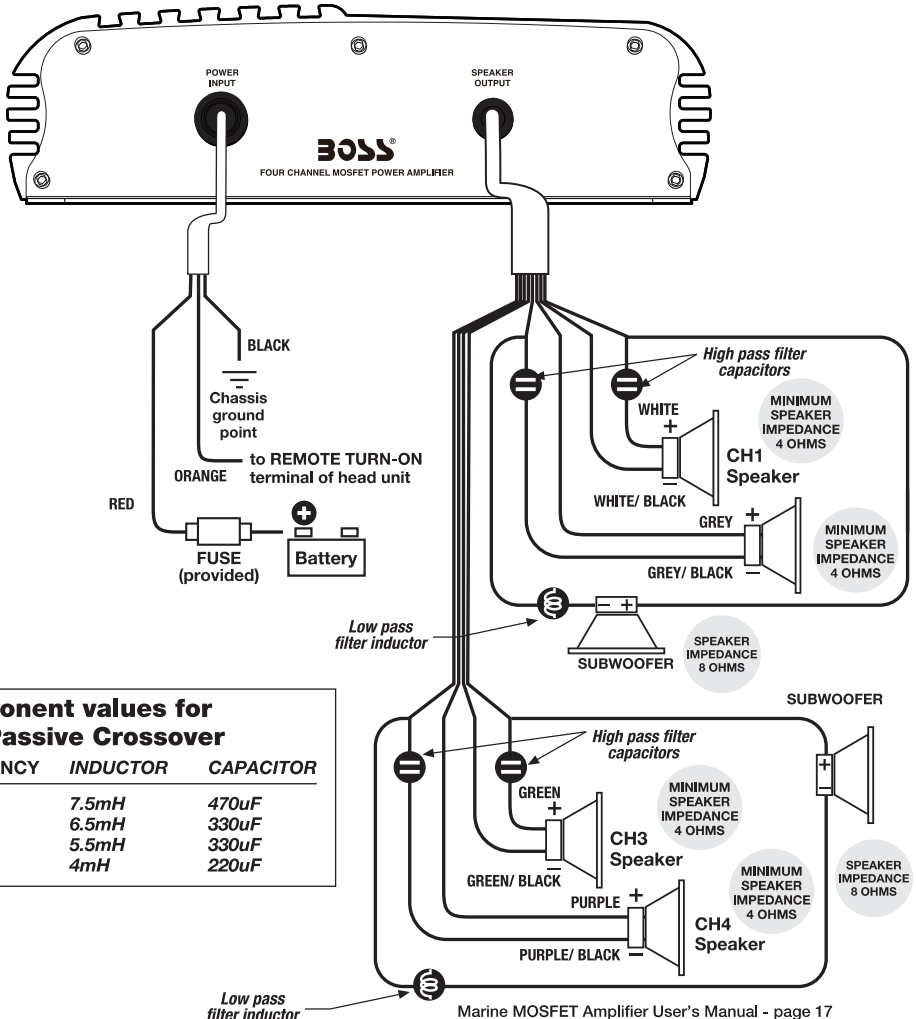 POWER
INPUT
SPEAKER
OUTPUT
BOSS®
FOUR CHANNEL MOSFET POWER AMPLIFIER
BLACK
Chassis
ground
point
to REMOTE TURN-ON
terminal of head unit
ORANGE
RED
FUSE
(provided)
Battery
High pass filter
capacitors
WHITE
MINIMUM
SPEAKER
IMPEDANCE
4 OHMS
+
CH1
Speaker
–
WHITE/ BLACK
GREY
+
MINIMUM
SPEAKER
IMPEDANCE
4 OHMS
GREY/ BLACK
–
Low pass
filter inductor
– +
SUBWOOFER
SPEAKER
IMPEDANCE
8 OHMS
Passive Crossover
INDUCTOR CAPACITOR
7.5mH 470uF
6.5mH 330uF
5.5mH 330uF
4mH 220uF
SUBWOOFER
+
–
SPEAKER
IMPEDANCE
8 OHMS
High pass filter
capacitors
GREEN
+
MINIMUM
SPEAKER
IMPEDANCE
4 OHMS
CH3
Speaker
–
GREEN/ BLACK
PURPLE
+
MINIMUM
SPEAKER
IMPEDANCE
4 OHMS
CH4
Speaker
PURPLE/ BLACK
–
Low pass
filter inductor
Marine MOSFET Amplifier User's Manual - page 17